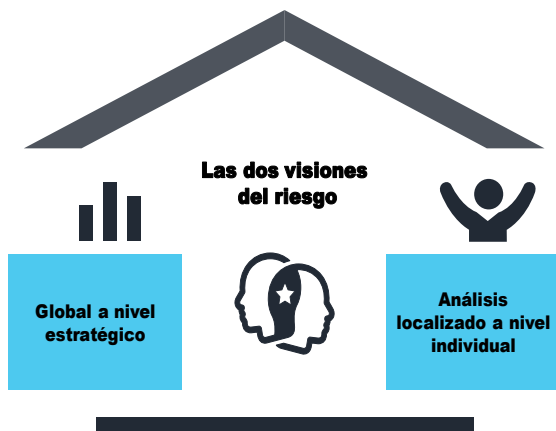 Las dos visiones
del riesgo
Global a nivel
estratégico
Análisis
localizado a nivel
individual